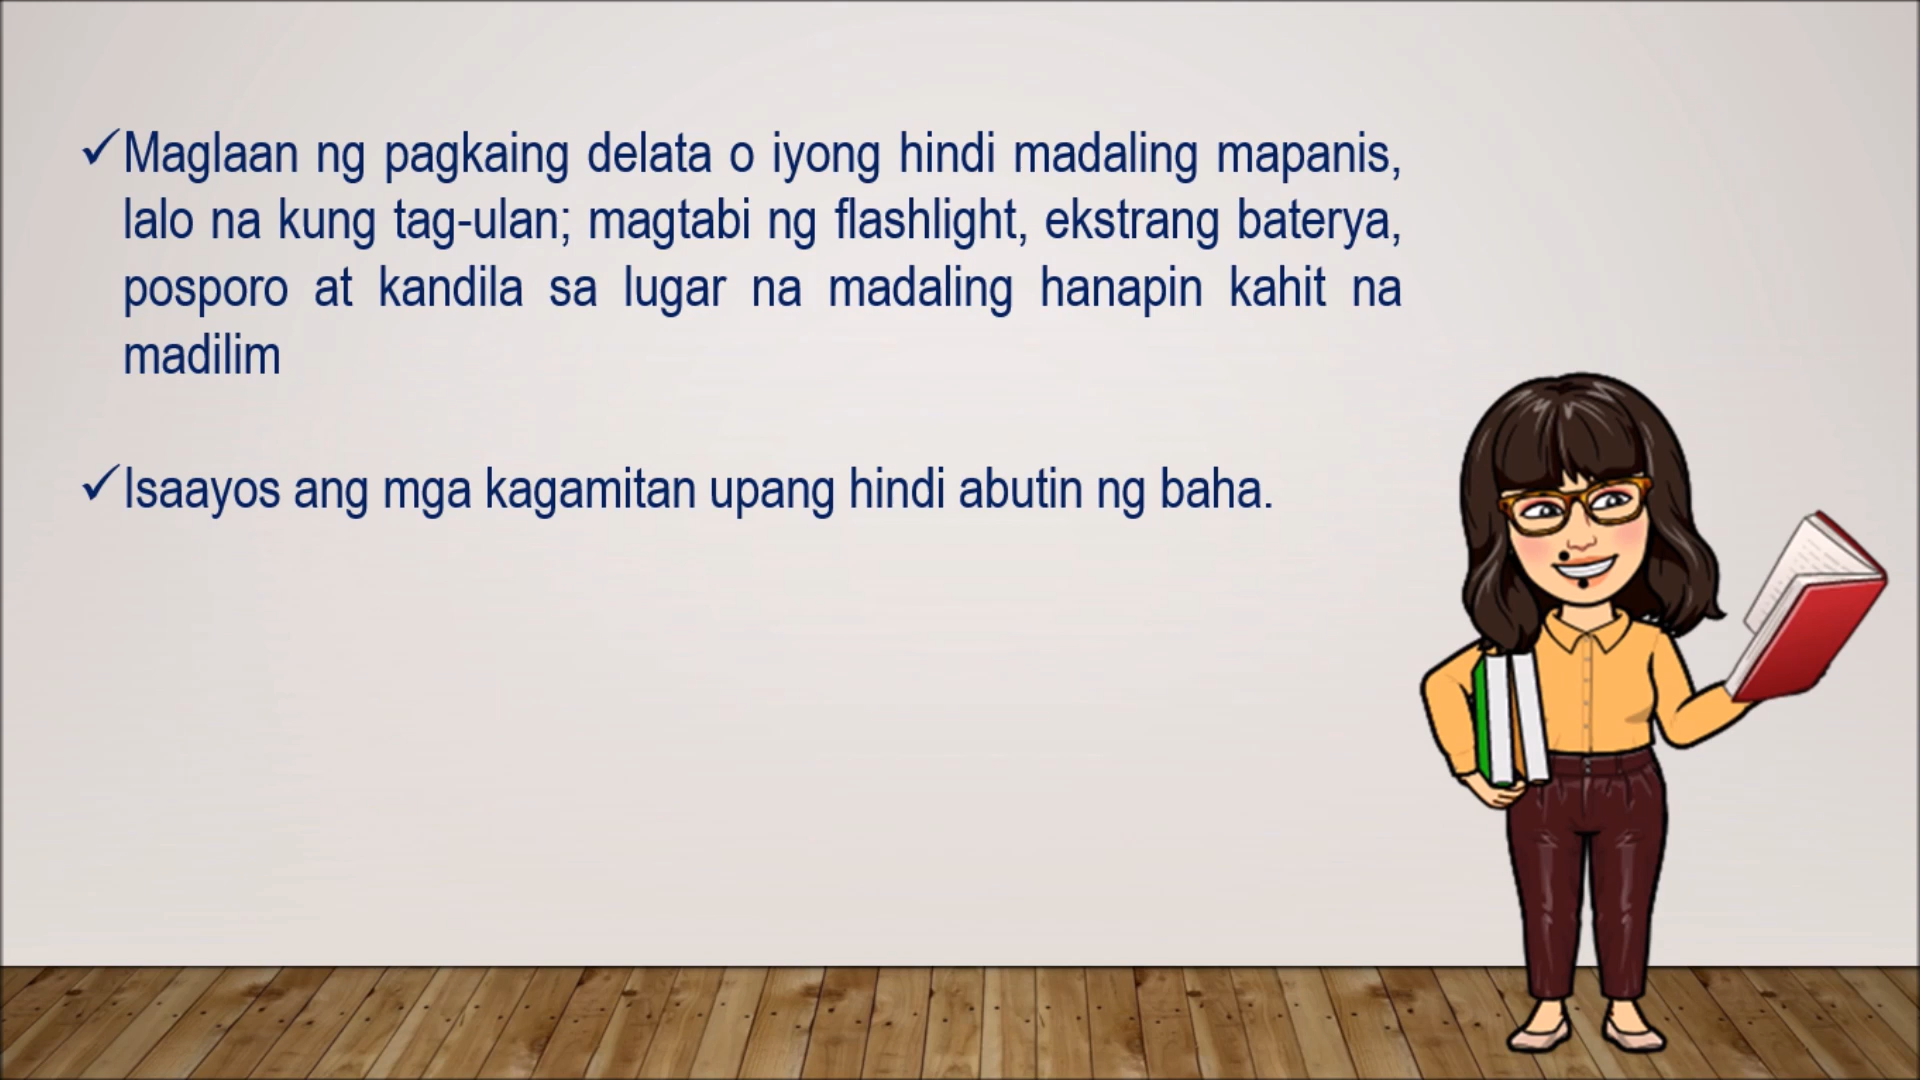 ✓Maglaan ng pagkaing delata o iyong hindi madaling mapanis,
lalo na kung tag-ulan; magtabi ng flashlight, ekstrang baterya,
posporo at kandila sa lugar na madaling hanapin kahit na
madilim
✓Isaayos ang mga kagamitan upang hindi abutin ng baha.